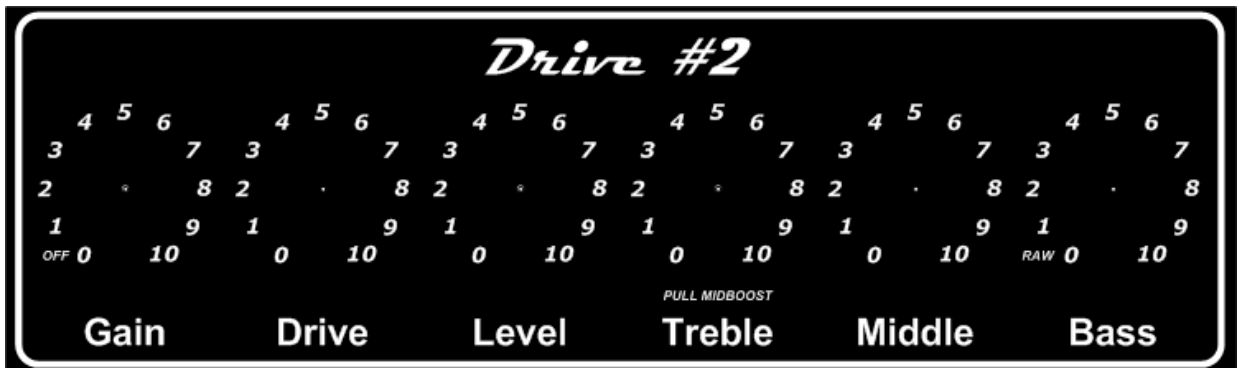 Drive #2
5 5 5 5 5 5
4 6 4 6 4 6 4 6 4 6 4 6
3 7 3 7 3 7 3 7 3 7 3 7
2 8 2 8 2 8 2 8 2 8 2 8
1 9 1 9 1 9 1 9 1 9 1 9
OFF 0 10 0 10 0 10 0 10 0 10 RAW 0 10
PULL MIDBOOST
Gain Drive Level Treble Middle Bass